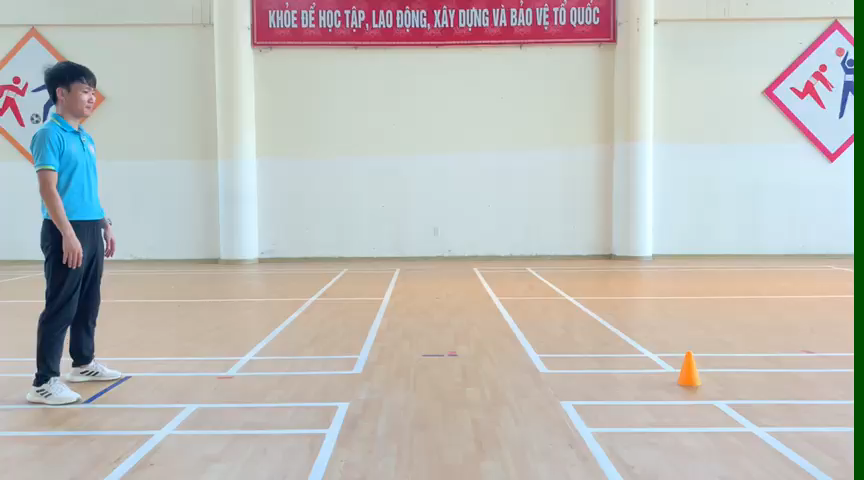 KHỎE ĐỂ HỌC TẬP, LAO ĐỘNG, XÂY DỰNG VÀ BẢO VỆ TỔ QUỐC